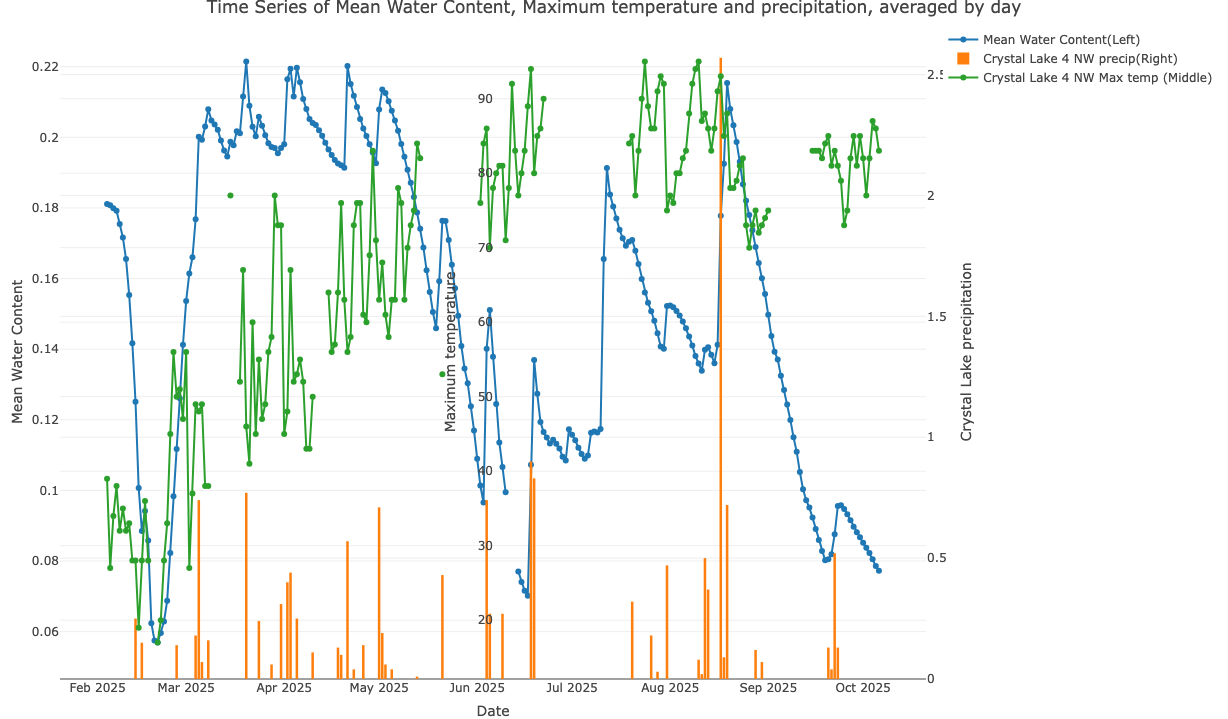 Time Series of Mean Water Content, Maximum temperature and precipitation, averaged by day
Mean Water Content(Left)
Crystal Lake 4 NW precip(Right)
Crystal Lake 4 NW Max temp (Middle)
0.22
0.2
0.18
0.16
0.14
0.12
0.1
0.08
0.06
Mean Water Content
90
80
70
60
50
40
30
20
Maximum temperature
2.5
2
1.5
1
0.5
0
Crystal Lake precipitation
Feb 2025 Mar 2025 Apr 2025 May 2025 Jun 2025 Jul 2025 Aug 2025 Sep 2025 Oct 2025
Date